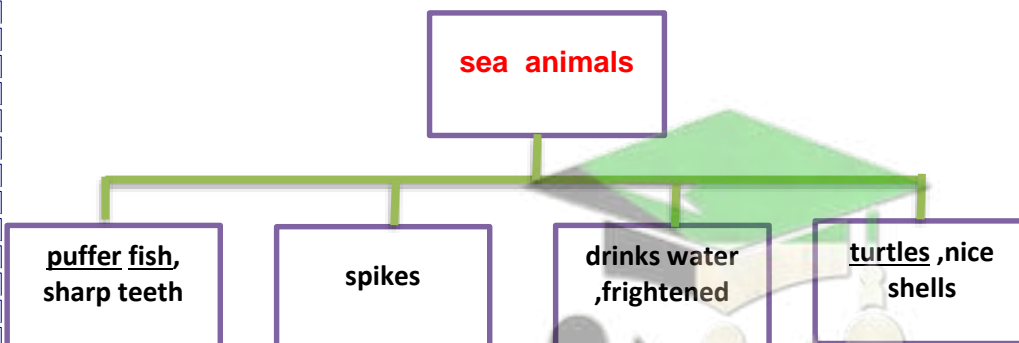 sea animals
puffer fish,
sharp teeth
spikes
drinks water
,frightened
turtles ,nice
shells